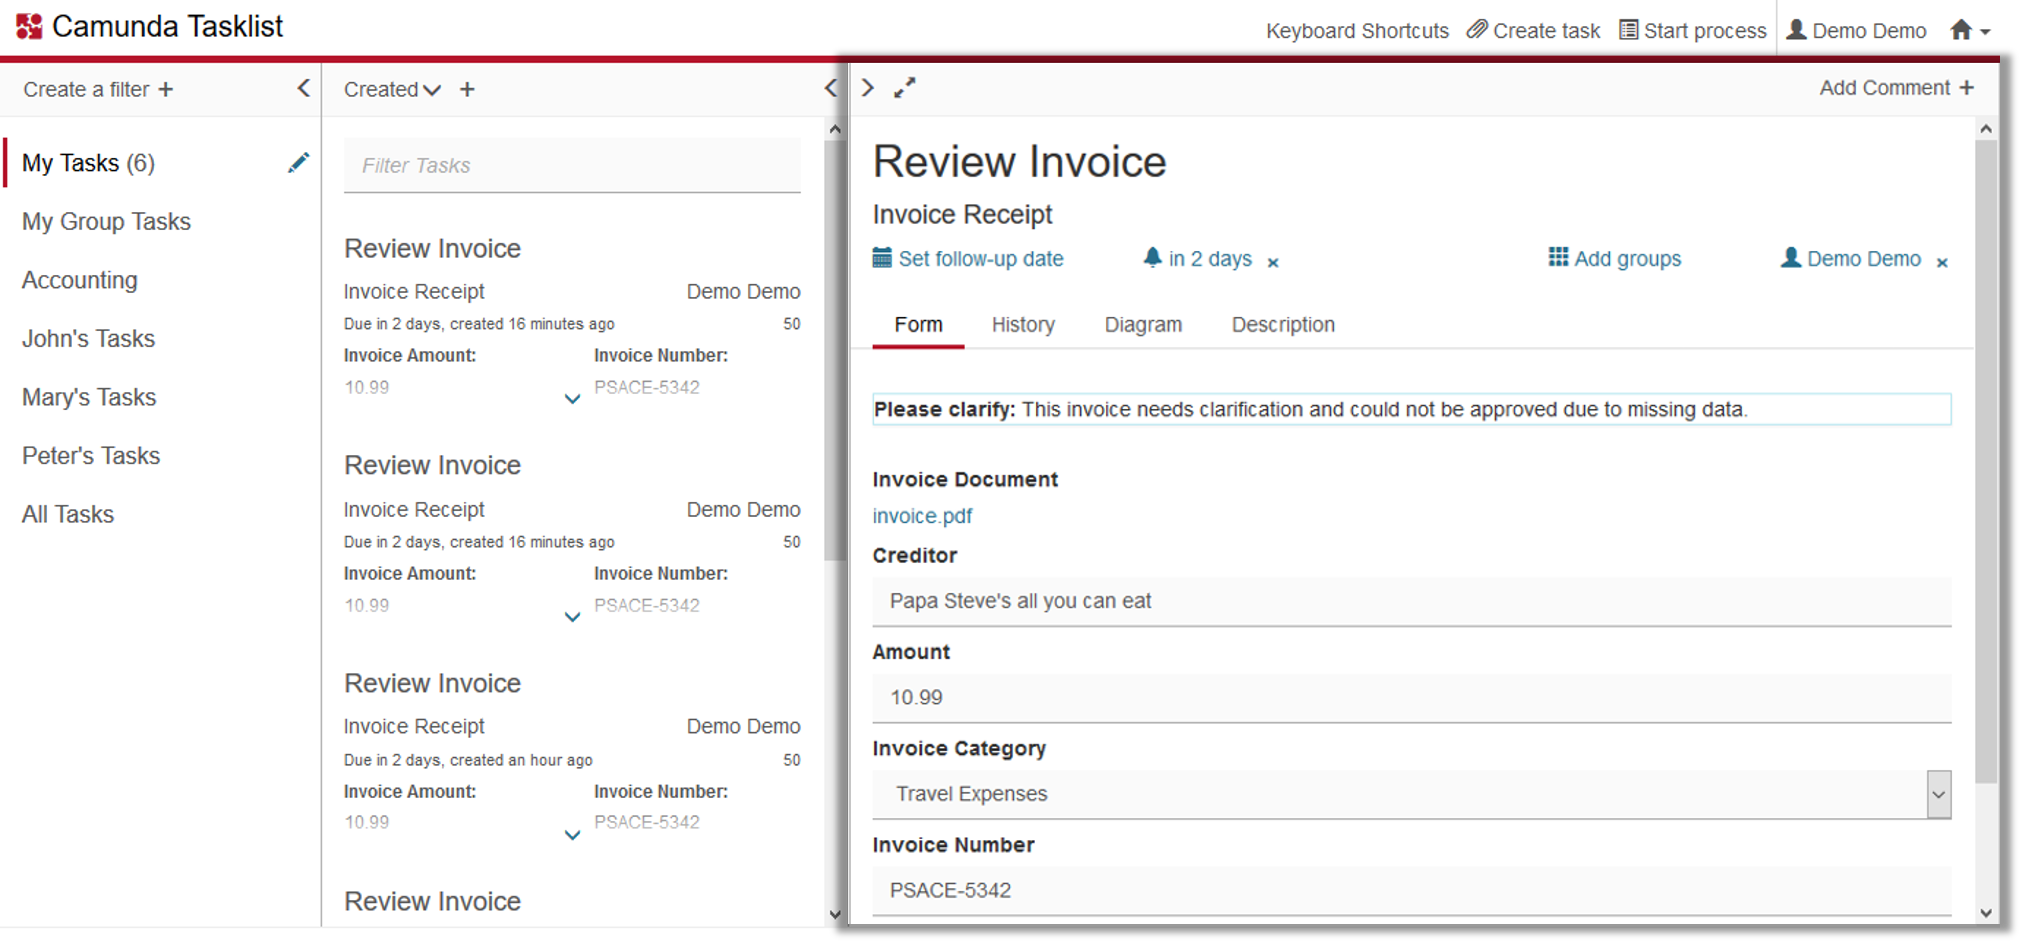 Camunda Tasklist
Keyboard Shortcuts Create task Start process Demo Demo
Create a filter +
My Tasks (6)
My Group Tasks
Accounting
John's Tasks
Mary's Tasks
Peter's Tasks
All Tasks
Created +
Filter Tasks
Review Invoice
Invoice Receipt Demo Demo
Due in 2 days, created 16 minutes ago 50
Invoice Amount: Invoice Number:
10.99 PSACE-5342
Review Invoice
Invoice Receipt Demo Demo
Due in 2 days, created 16 minutes ago 50
Invoice Amount: Invoice Number:
10.99 PSACE-5342
Review Invoice
Invoice Receipt Demo Demo
Due in 2 days, created an hour ago 50
Invoice Amount: Invoice Number:
10.99 PSACE-5342
Review Invoice
Add Comment +
Review Invoice
Invoice Receipt
Set follow-up date in 2 days × Add groups Demo Demo ×
Form History Diagram Description
Please clarify: This invoice needs clarification and could not be approved due to missing data.
Invoice Document
invoice.pdf
Creditor
Papa Steve's all you can eat
Amount
10.99
Invoice Category
Travel Expenses
Invoice Number
PSACE-5342